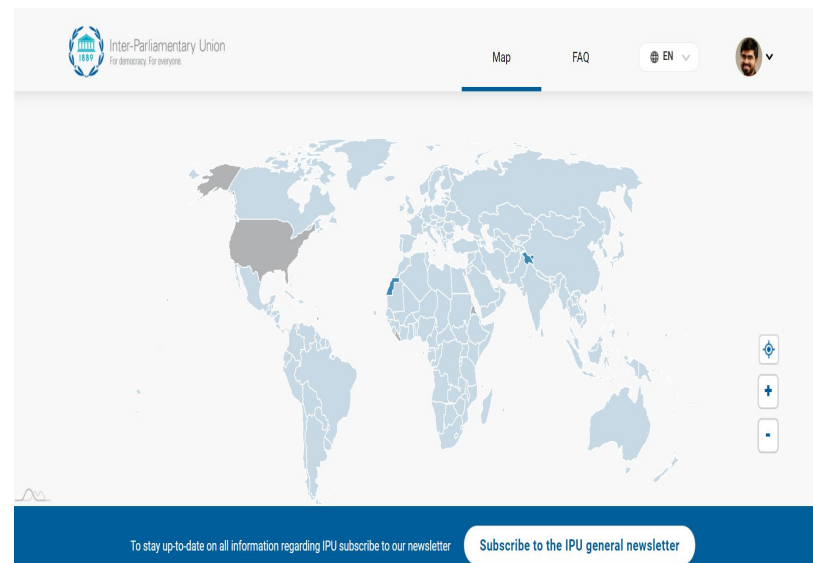 Inter-Parliamentary Union
For democracy. For everyone.
1889
Map
FAQ
EN
+
-
To stay up-to-date on all information regarding IPU subscribe to our newsletter
Subscribe to the IPU general newsletter